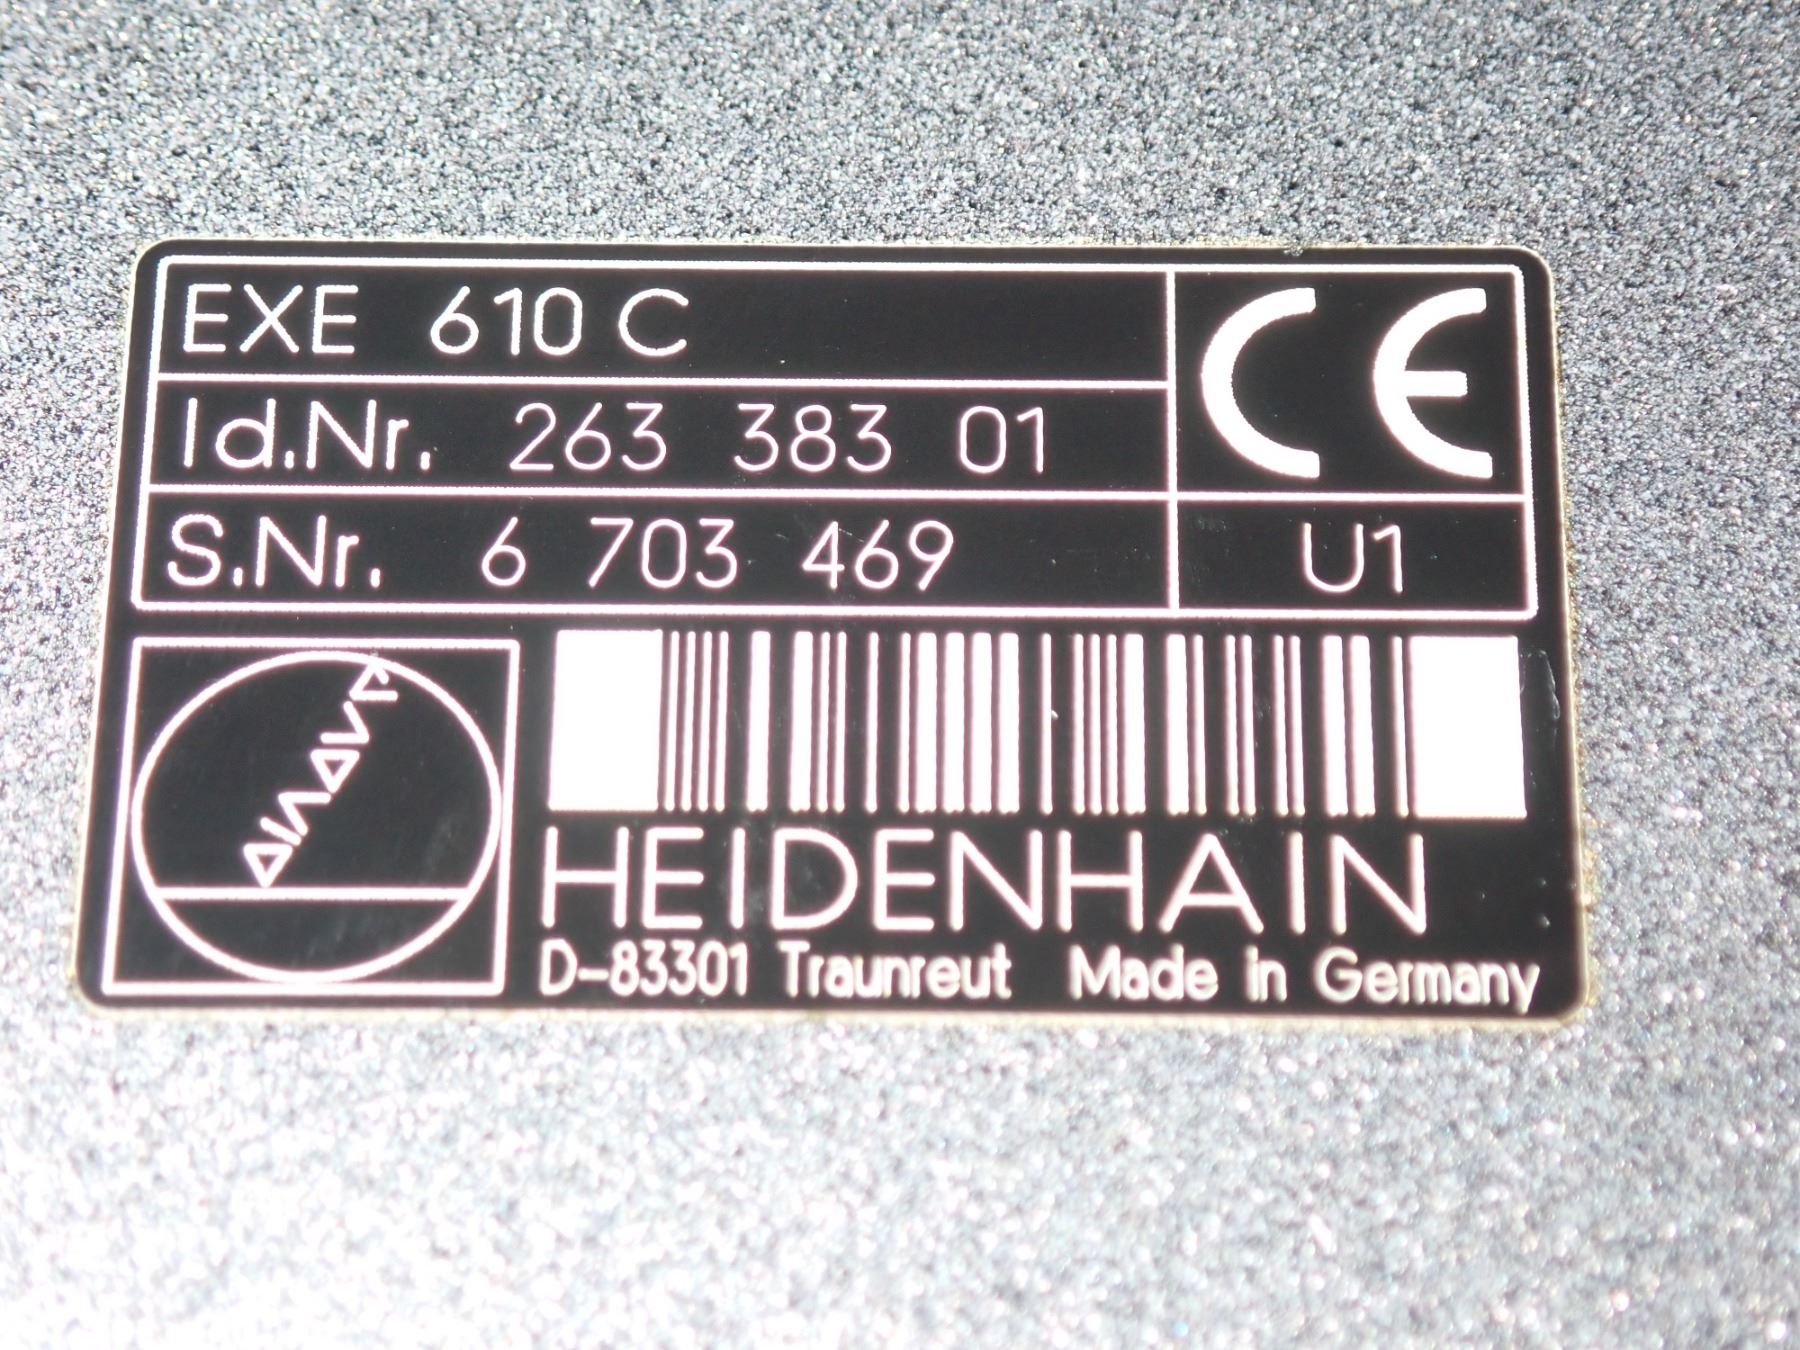 EXE 610 C
CE
Id.Nr. 263 383 01
S.Nr. 6 703 469
U1
HEIDENHAIN
D-83301 Traunreut Made in Germany